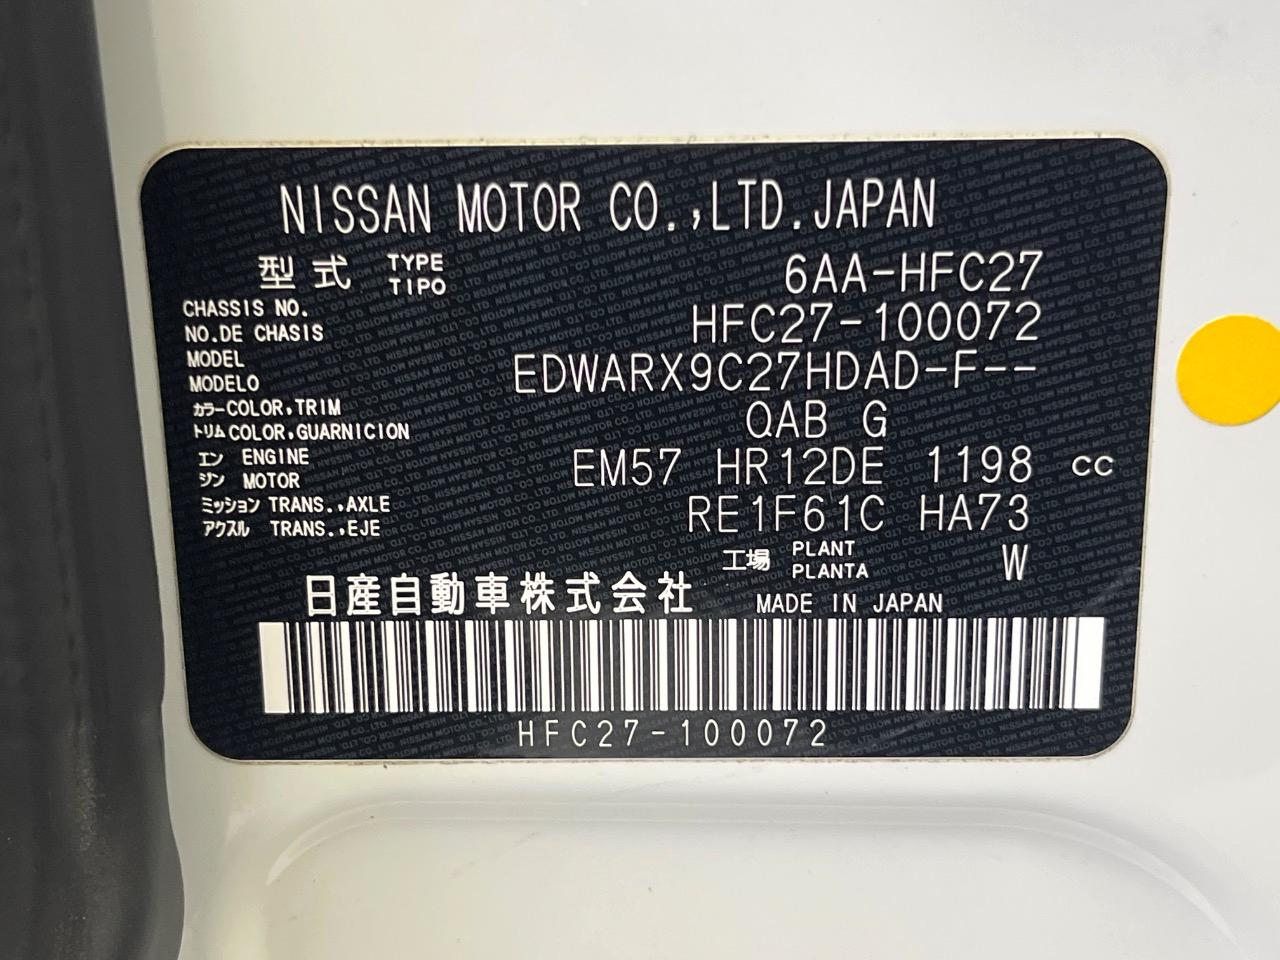 NISSAN MOTOR CO.,LTD.JAPAN
型式 TYPE TIPO 6AA-HFC27
CHASSIS NO. NO.DE CHASIS HFC27-100072
MODEL MODELO EDWARX9C27HDAD-F--
カラー COLOR,TRIM
トリム COLOR,GUARNICION QAB G
エン ENGINE
ジン MOTOR EM57 HR12DE 1198 cc
ミッション TRANS.,AXLE
アクスル TRANS.,EJE RE1F61C HA73
工場 PLANT PLANTA W
日産自動車株式会社 MADE IN JAPAN
HFC27-100072